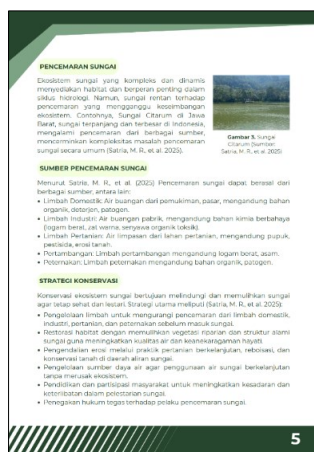 PENCEMARAN SUNGAI
Ekosistem sungai yang kompleks dan dinamis
menyediakan habitat dan berperan penting dalam
siklus hidrologi. Namun, sungai rentan terhadap
pencemaran yang mengganggu keseimbangan
ekosistem. Contohnya, Sungai Citarum di Jawa
Barat, sungai terpanjang dan terbesar di Indonesia,
mengalami pencemaran dari berbagai sumber,
mencerminkan kompleksitas masalah pencemaran
sungai secara umum (Satria, M. R., et al. 2025).
Gambar 3. Sungai
Citarum (Sumber:
Satria, M. R., et al. 2025)
SUMBER PENCEMARAN SUNGAI
Menurut Satria, M. R., et al. (2025) Pencemaran sungai dapat berasal dari
berbagai sumber, antara lain:
• Limbah Domestik: Air buangan dari pemukiman, pasar, mengandung bahan
organik, deterjen, patogen.
• Limbah Industri: Air buangan pabrik, mengandung bahan kimia berbahaya
(logam berat, zat warna, senyawa organik toksik).
• Limbah Pertanian: Air limpasan dari lahan pertanian, mengandung pupuk,
pestisida, erosi tanah.
• Pertambangan: Limbah pertambangan mengandung logam berat, asam.
• Peternakan: Limbah peternakan mengandung bahan organik, patogen.
STRATEGI KONSERVASI
Konservasi ekosistem sungai bertujuan melindungi dan memulihkan sungai
agar tetap sehat dan lestari. Strategi utama meliputi (Satria, M. R., et al. 2025):
• Pengelolaan limbah untuk mengurangi pencemaran dari limbah domestik,
industri, pertanian, dan peternakan sebelum masuk sungai.
• Restorasi habitat dengan memulihkan vegetasi riparian dan struktur alami
sungai guna meningkatkan kualitas air dan keanekaragaman hayati.
• Pengendalian erosi melalui praktik pertanian berkelanjutan, reboisasi, dan
konservasi tanah di daerah aliran sungai.
• Pengelolaan sumber daya air agar penggunaan air sungai berkelanjutan
tanpa merusak ekosistem.
• Pendidikan dan partisipasi masyarakat untuk meningkatkan kesadaran dan
keterlibatan dalam pelestarian sungai.
• Penegakan hukum tegas terhadap pelaku pencemaran sungai.
5